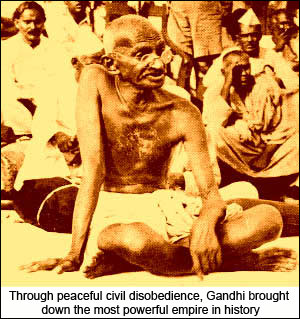 Through peaceful civil disobedience, Gandhi brought
down the most powerful empire in history